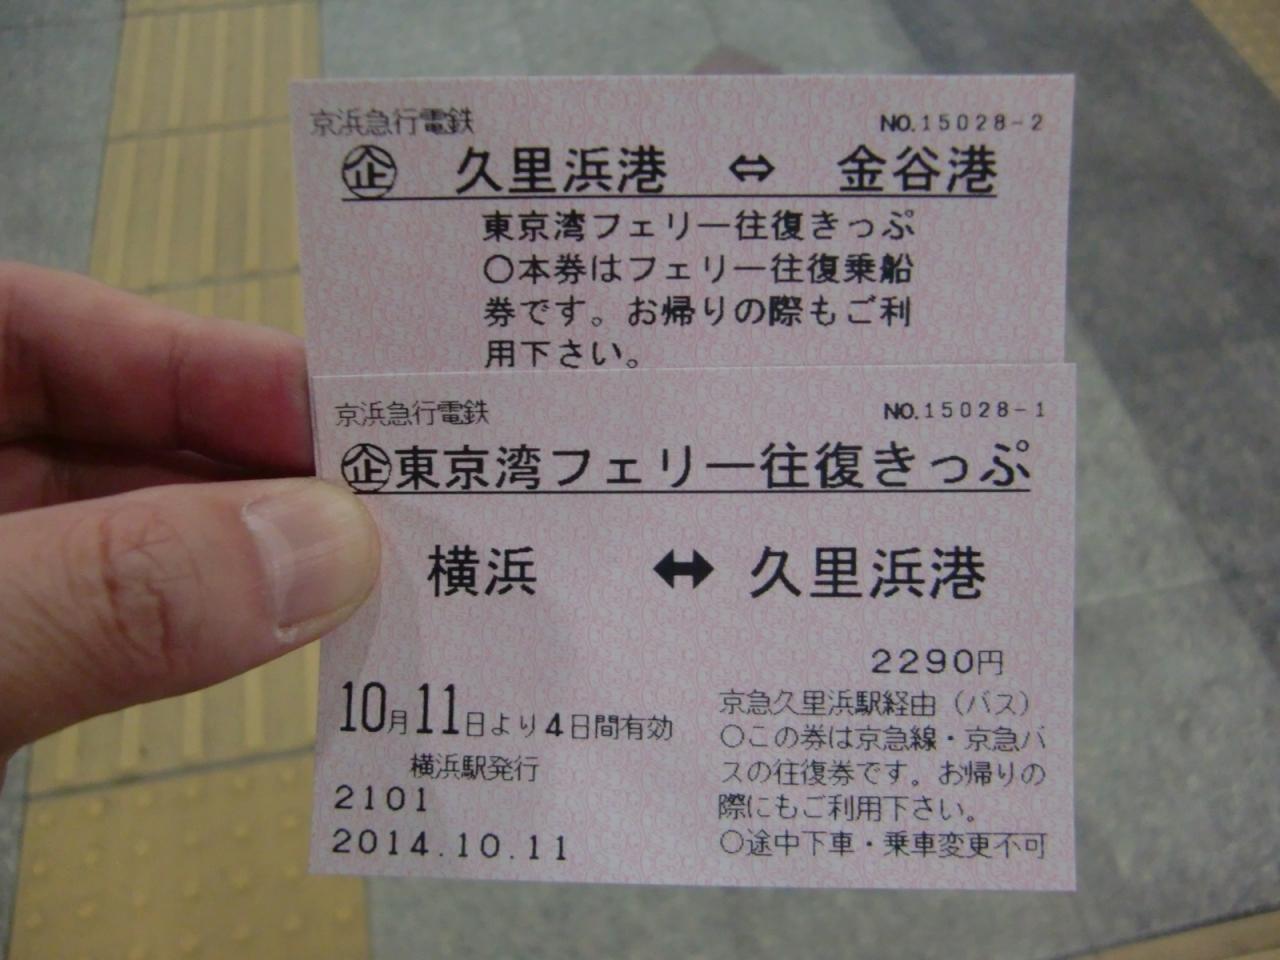 京浜急行電鉄 NO.15028-2
企 久里浜港 ⇔ 金谷港
東京湾フェリー往復きっぷ
○本券はフェリー往復乗船
券です。お帰りの際もご利
用下さい。
京浜急行電鉄 NO.15028-1
企東京湾フェリー往復きっぷ
横浜 ↔ 久里浜港
2290円
10月11日より4日間有効
横浜駅発行
2101
2014.10.11
京急久里浜駅経由（バス）
○この券は京急線・京急バ
スの往復券です。お帰りの
際にもご利用下さい。
○途中下車・乗車変更不可